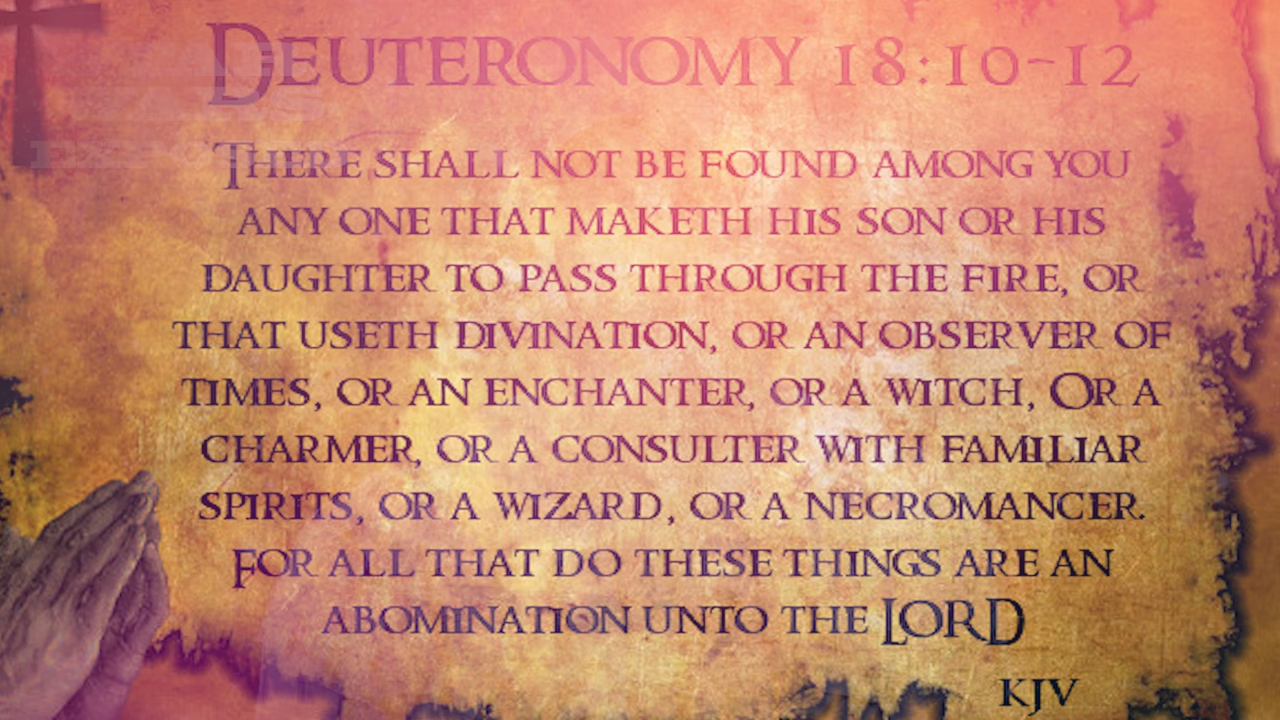 Deuteronomy 18:10-12
There shall not be found among you
any one that maketh his son or his
daughter to pass through the fire, or
that useth divination, or an observer of
times, or an enchanter, or a witch, Or a
charmer, or a consulter with familiar
spirits, or a wizard, or a necromancer.
For all that do these things are an
abomination unto the LORD
KJV